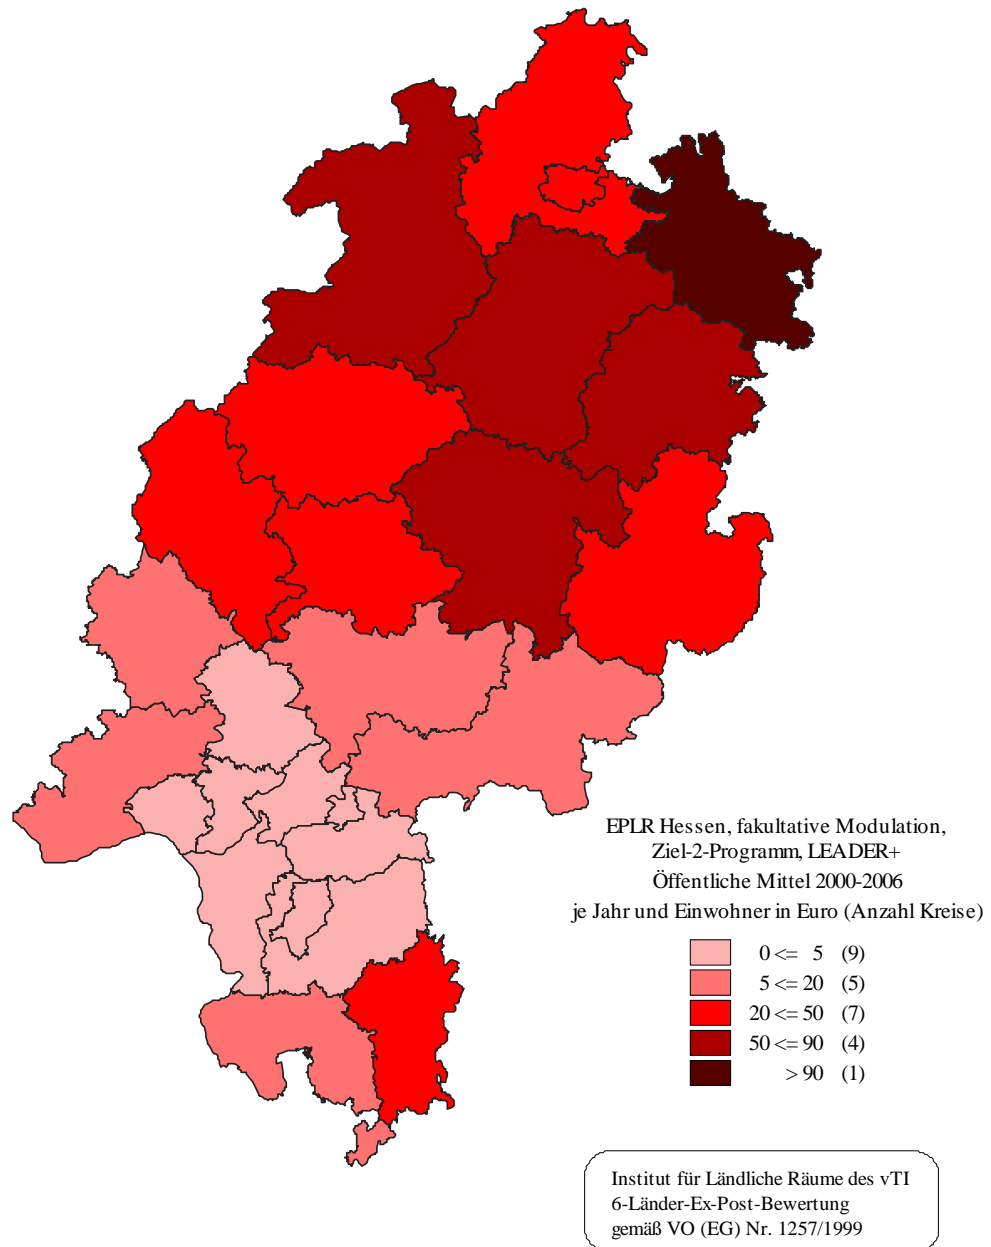 EPLR Hessen, fakultative Modulation,
Ziel-2-Programm, LEADER+
Öffentliche Mittel 2000-2006
je Jahr und Einwohner in Euro (Anzahl Kreise)
0 <= 5 (9)
5 <= 20 (5)
20 <= 50 (7)
50 <= 90 (4)
> 90 (1)
Institut für Ländliche Räume des vTI
6-Länder-Ex-Post-Bewertung
gemäß VO (EG) Nr. 1257/1999